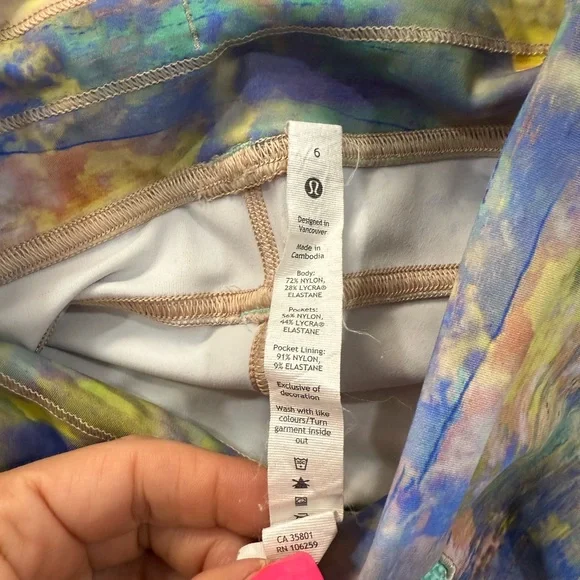 6
Designed in
Vancouver
Made in
Cambodia
Body:
72% NYLON,
28% LYCRA®
ELASTANE
Pockets:
56% NYLON,
44% LYCRA®
ELASTANE
Pocket Lining:
91% NYLON,
9% ELASTANE
Exclusive of
decoration
Wash with like
colours/Turn
garment inside
out
CA 35801
RN 106259